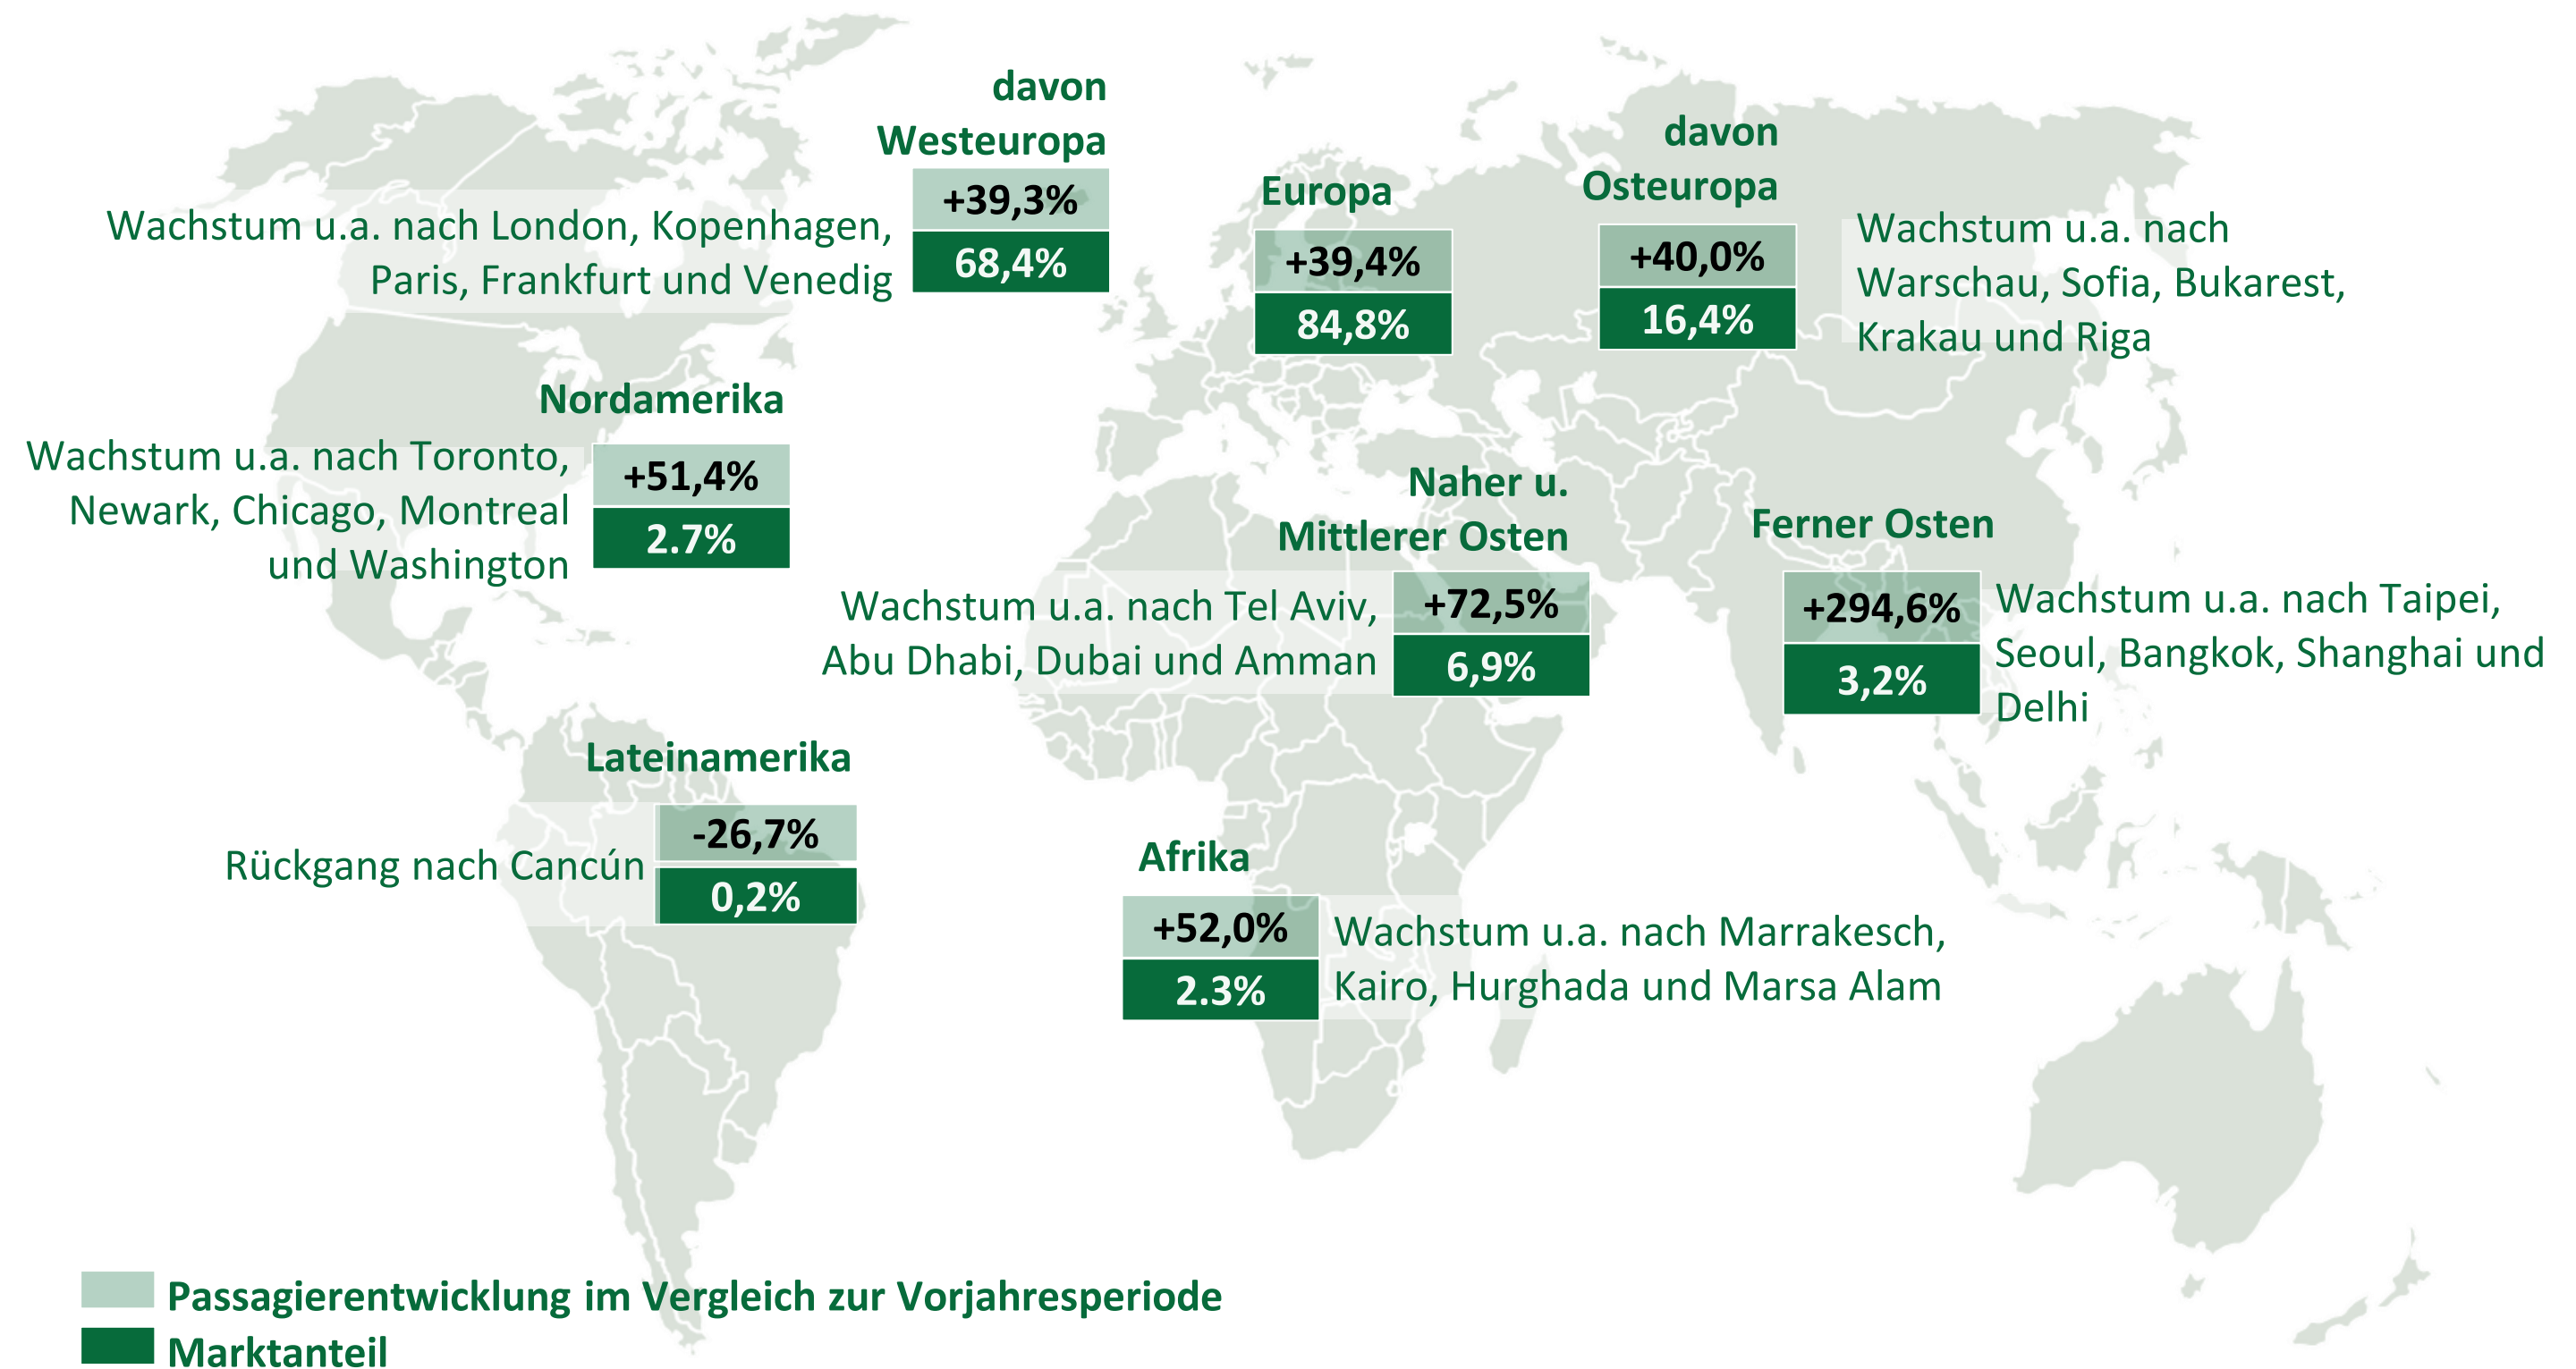 davon
Westeuropa
+39,3%
68,4%
Wachstum u.a. nach London, Kopenhagen,
Paris, Frankfurt und Venedig
Europa
+39,4%
84,8%
davon
Osteuropa
+40,0%
16,4%
Wachstum u.a. nach
Warschau, Sofia, Bukarest,
Krakau und Riga
Nordamerika
+51,4%
2.7%
Wachstum u.a. nach Toronto,
Newark, Chicago, Montreal
und Washington
Naher u.
Mittlerer Osten
+72,5%
6,9%
Wachstum u.a. nach Tel Aviv,
Abu Dhabi, Dubai und Amman
Ferner Osten
+294,6%
3,2%
Wachstum u.a. nach Taipei,
Seoul, Bangkok, Shanghai und
Delhi
Lateinamerika
-26,7%
0,2%
Rückgang nach Cancún
Afrika
+52,0%
2.3%
Wachstum u.a. nach Marrakesch,
Kairo, Hurghada und Marsa Alam
Passagierentwicklung im Vergleich zur Vorjahresperiode
Marktanteil